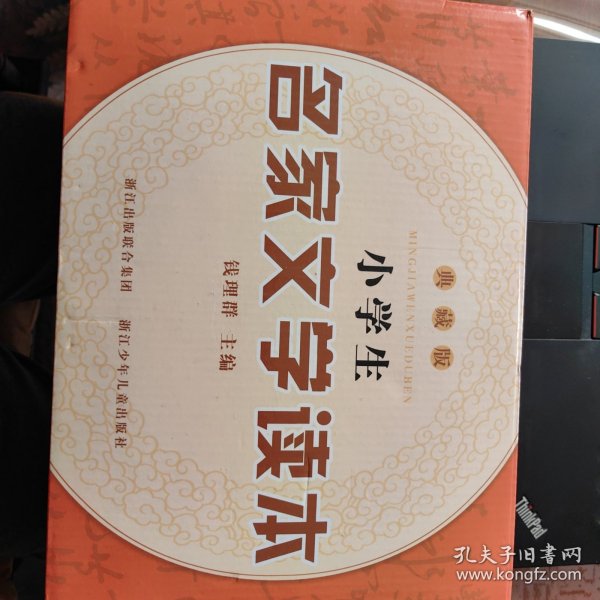 典藏版
MINGJIAWENXUEDUBEN
小学生
名家文学读本
钱理群 主编
浙江出版联合集团 浙江少年儿童出版社
ThinkPad
孔夫子旧书网
www.kongfz.com